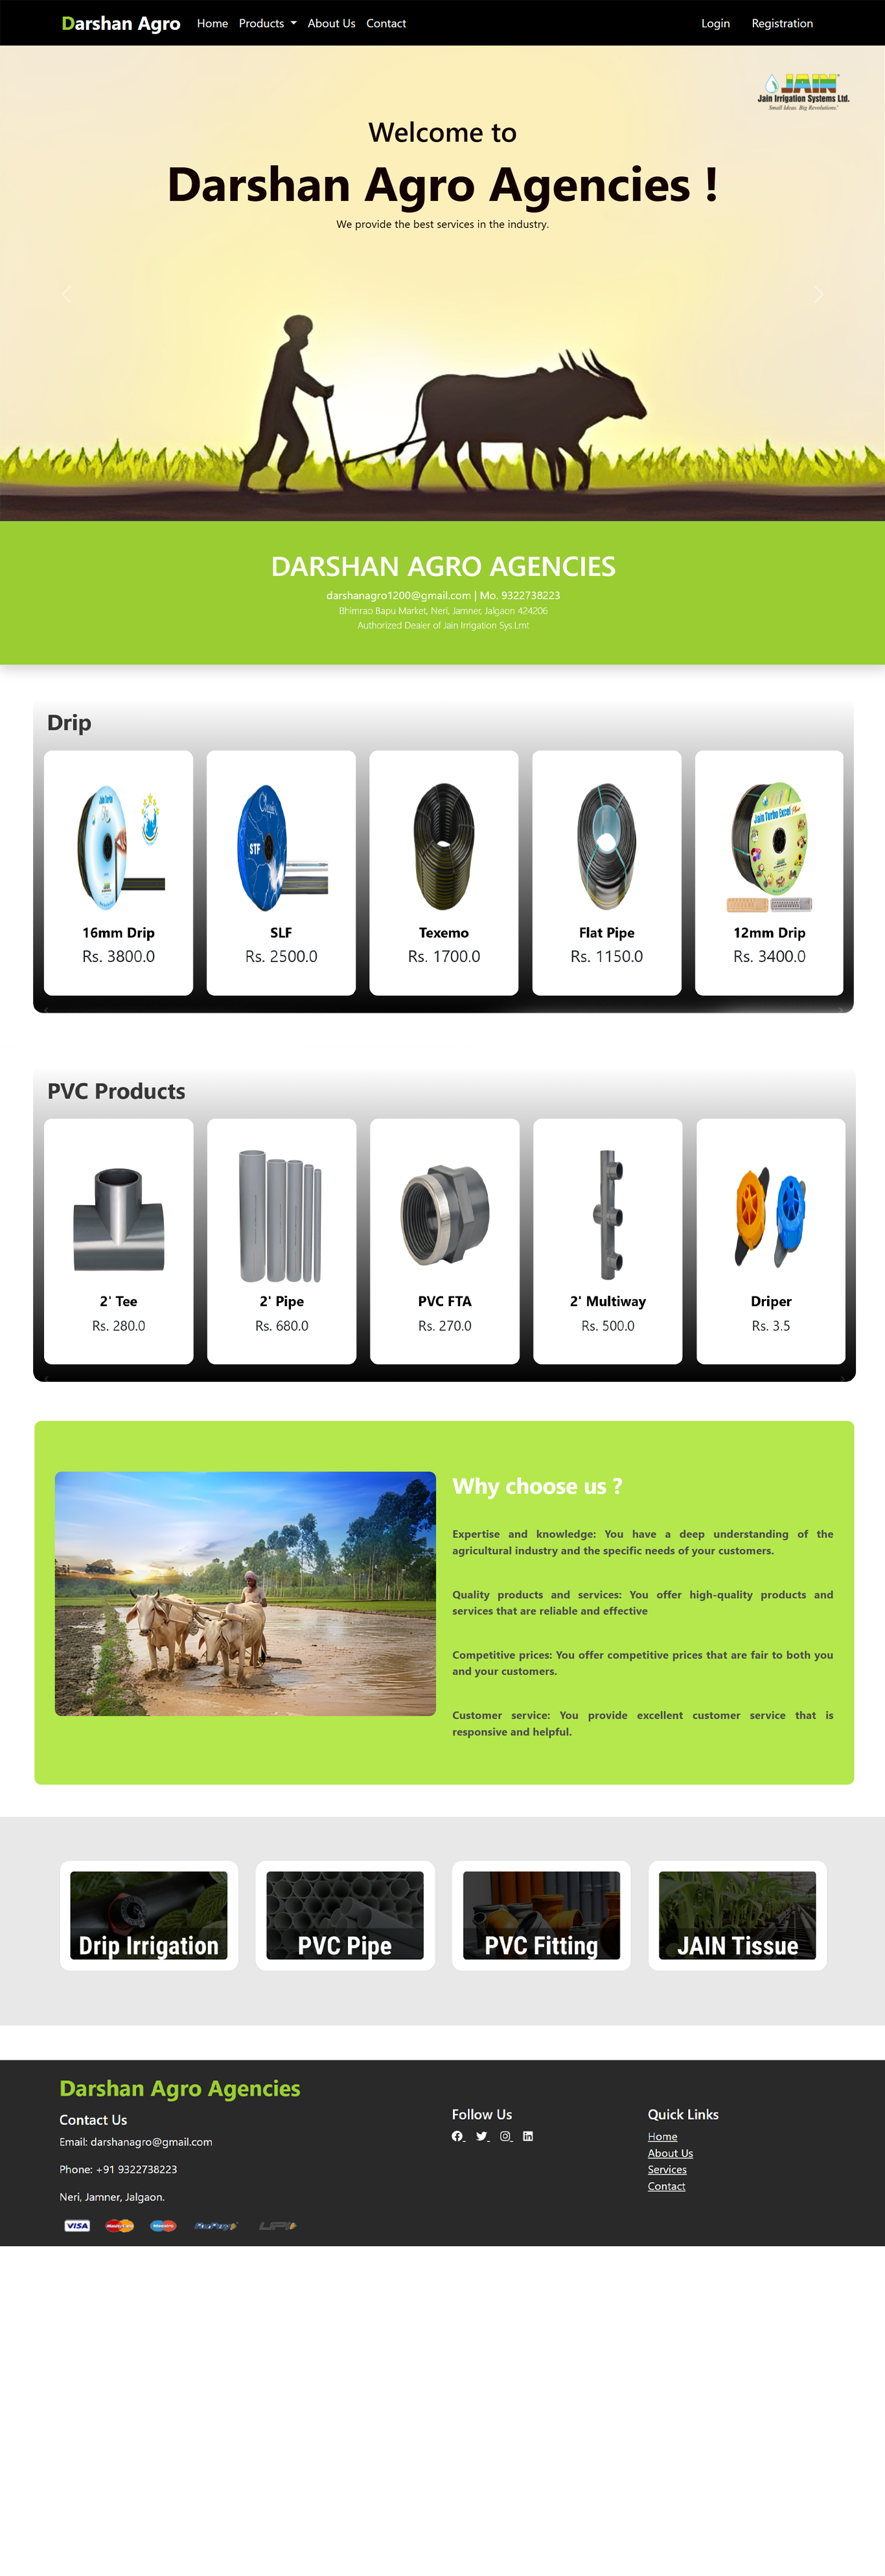 Darshan Agro Home Products About Us Contact Login Registration
JAIN
Jain Irrigation Systems Ltd.
Small Ideas. Big Revolutions.
Welcome to
Darshan Agro Agencies !
We provide the best services in the industry.
DARSHAN AGRO AGENCIES
darshanagro1200@gmail.com | Mo. 9322738223
Bhimrao Bapu Market, Neri, Jamner, Jalgaon 424206
Authorized Dealer of Jain Irrigation Sys.Lmt
Drip
STF
Jain Turbo Excel Plus
16mm Drip SLF Texemo Flat Pipe 12mm Drip
Rs. 3800.0 Rs. 2500.0 Rs. 1700.0 Rs. 1150.0 Rs. 3400.0
PVC Products
2' Tee 2' Pipe PVC FTA 2' Multiway Driper
Rs. 280.0 Rs. 680.0 Rs. 270.0 Rs. 500.0 Rs. 3.5
Why choose us ?
Expertise and knowledge: You have a deep understanding of the
agricultural industry and the specific needs of your customers.
Quality products and services: You offer high-quality products and
services that are reliable and effective
Competitive prices: You offer competitive prices that are fair to both you
and your customers.
Customer service: You provide excellent customer service that is
responsive and helpful.
Drip Irrigation PVC Pipe PVC Fitting JAIN Tissue
Darshan Agro Agencies
Contact Us
Email: darshanagro@gmail.com
Phone: +91 9322738223
Neri, Jamner, Jalgaon.
VISA MasterCard Maestro RuPay UPI
Follow Us
Quick Links
Home
About Us
Services
Contact